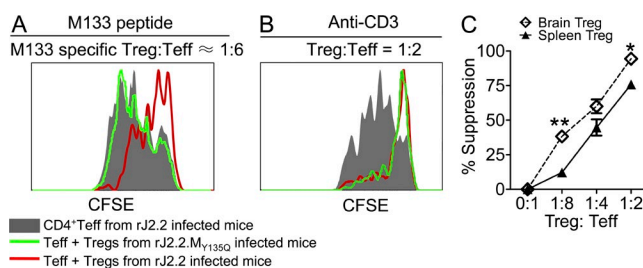 A
M133 peptide
M133 specific Treg:Teff ≈ 1:6
CFSE
B
Anti-CD3
Treg:Teff = 1:2
CFSE
CD4⁺Teff from rJ2.2 infected mice
Teff + Tregs from rJ2.2.M_Y135Q infected mice
Teff + Tregs from rJ2.2 infected mice
C
Brain Treg
Spleen Treg
% Suppression
100
75
50
25
0
**
*
0:1 1:8 1:4 1:2
Treg: Teff